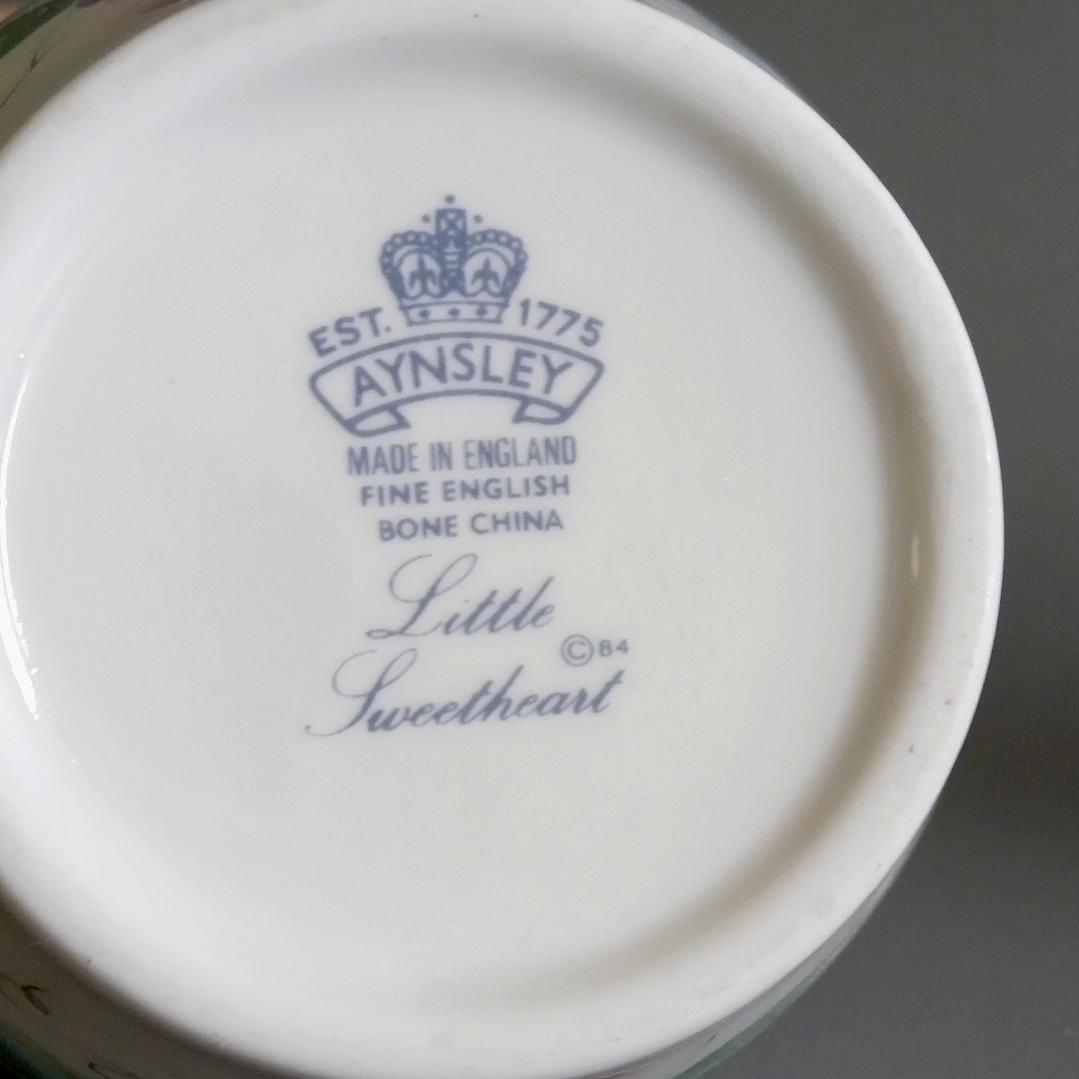 EST. 1775
AYNSLEY
MADE IN ENGLAND
FINE ENGLISH
BONE CHINA
Little
© 84
Sweetheart